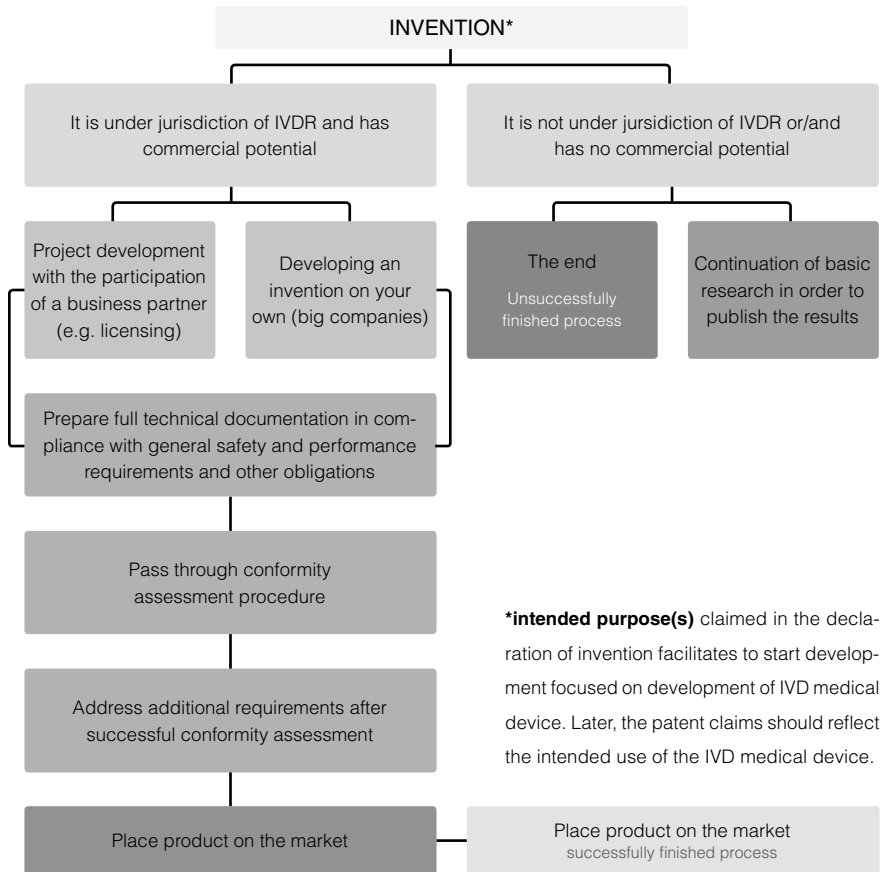 INVENTION*
It is under jurisdiction of IVDR and has
commercial potential
It is not under jursidiction of IVDR or/and
has no commercial potential
Project development
with the participation
of a business partner
(e.g. licensing)
Developing an
invention on your
own (big companies)
The end
Unsuccessfully
finished process
Continuation of basic
research in order to
publish the results
Prepare full technical documentation in com-
pliance with general safety and performance
requirements and other obligations
Pass through conformity
assessment procedure
Address additional requirements after
successful conformity assessment
*intended purpose(s) claimed in the decla-
ration of invention facilitates to start develop-
ment focused on development of IVD medical
device. Later, the patent claims should reflect
the intended use of the IVD medical device.
Place product on the market
Place product on the market
successfully finished process